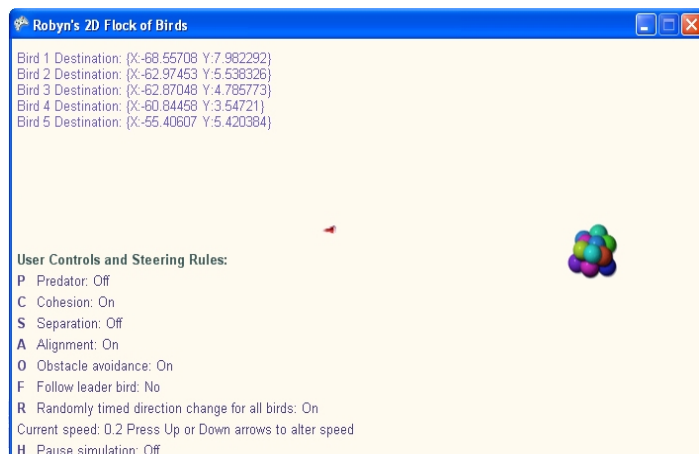 Robyn's 2D Flock of Birds
Bird 1 Destination: {X:-68.55708 Y:7.982292}
Bird 2 Destination: {X:-62.97453 Y:5.538326}
Bird 3 Destination: {X:-62.87048 Y:4.785773}
Bird 4 Destination: {X:-60.84458 Y:3.54721}
Bird 5 Destination: {X:-55.40607 Y:5.420384}
User Controls and Steering Rules:
P Predator: Off
C Cohesion: On
S Separation: Off
A Alignment: On
O Obstacle avoidance: On
F Follow leader bird: No
R Randomly timed direction change for all birds: On
Current speed: 0.2 Press Up or Down arrows to alter speed
H Pause simulation: Off